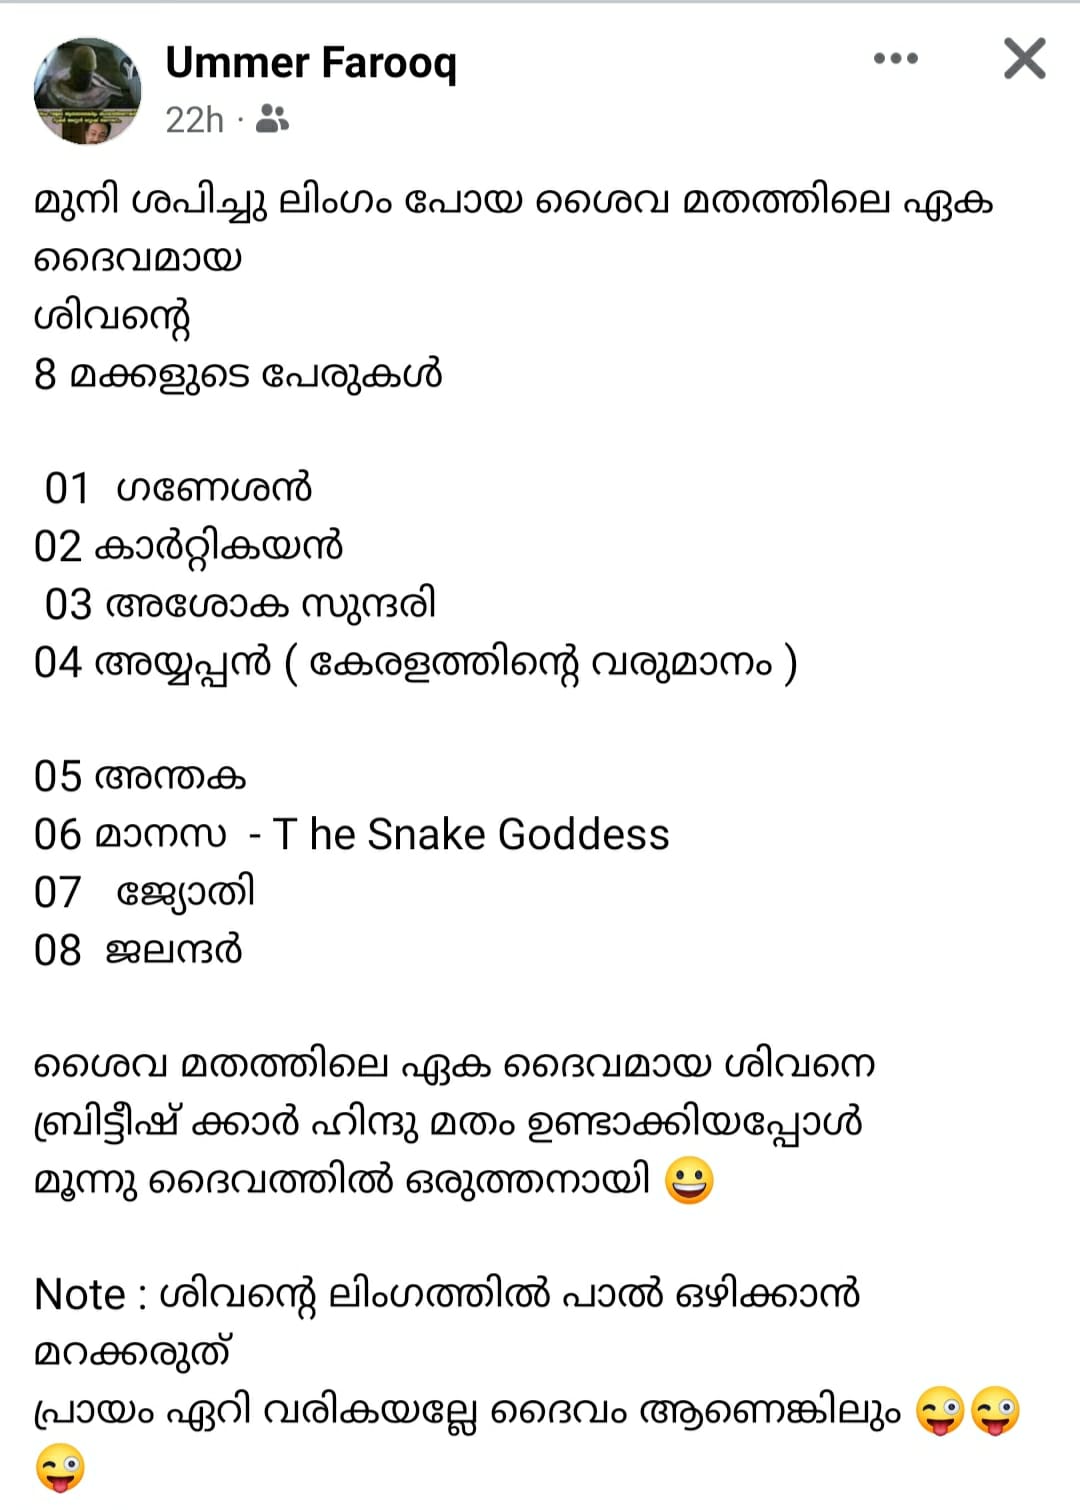 Ummer Farooq
22h ·
മുനി ശപിച്ചു ലിംഗം പോയ ശൈവ മതത്തിലെ ഏക
ദൈവമായ
ശിവന്റെ
8 മക്കളുടെ പേരുകൾ
01 ഗണേശൻ
02 കാർറ്റികയൻ
03 അശോക സുന്ദരി
04 അയ്യപ്പൻ ( കേരളത്തിന്റെ വരുമാനം )
05 അന്തക
06 മാനസ - T he Snake Goddess
07 ജ്യോതി
08 ജലന്ദർ
ശൈവ മതത്തിലെ ഏക ദൈവമായ ശിവനെ
ബ്രിട്ടീഷ് ക്കാർ ഹിന്ദു മതം ഉണ്ടാക്കിയപ്പോൾ
മൂന്നു ദൈവത്തിൽ ഒരുത്തനായി 😀
Note : ശിവന്റെ ലിംഗത്തിൽ പാൽ ഒഴിക്കാൻ
മറക്കരുത്
പ്രായം ഏറി വരികയല്ലേ ദൈവം ആണെങ്കിലും 😜😜
😜